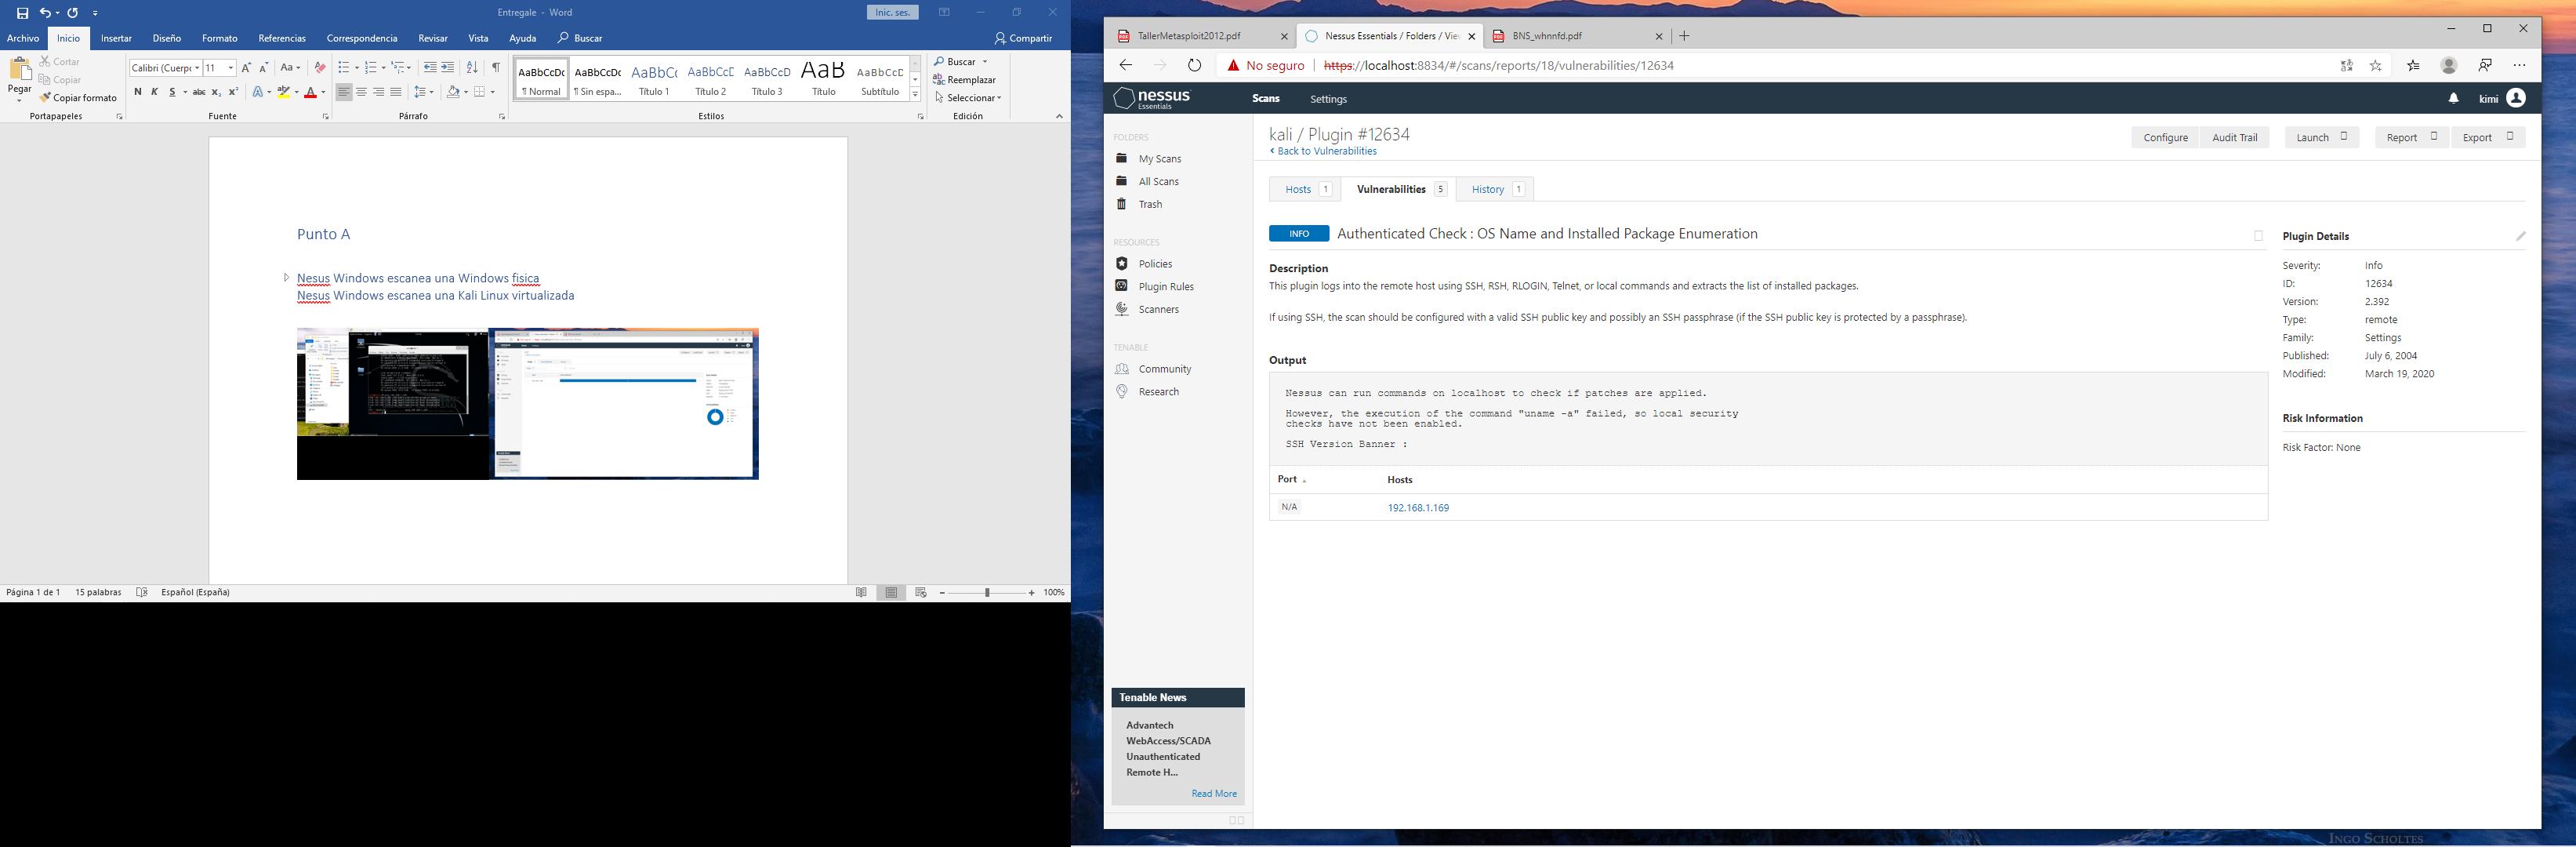 Entregale - Word
Inic. ses.
Archivo Inicio Insertar Diseño Formato Referencias Correspondencia Revisar Vista Ayuda Buscar Compartir
Pegar
Cortar
Copiar
Copiar formato
Portapapeles
Calibri (Cuerp 11
Aa
N K S abc x₂ x²
Fuente
Párrafo
AaBbCcDc AaBbCcDc AaBbCc AaBbCcD AaBbCcD AaB AaBbCcD
¶ Normal ¶ Sin espa... Título 1 Título 2 Título 3 Título Subtítulo
Estilos
Buscar
Reemplazar
Seleccionar
Edición
Punto A
Nesus Windows escanea una Windows fisica
Nesus Windows escanea una Kali Linux virtualizada
Página 1 de 1 15 palabras Español (España) 100%
TallerMetasploit2012.pdf
Nessus Essentials / Folders / Vie
BNS_whnnfd.pdf
No seguro https://localhost:8834/#/scans/reports/18/vulnerabilities/12634
nessus
Essentials
Scans Settings kimi
FOLDERS
My Scans
All Scans
Trash
RESOURCES
Policies
Plugin Rules
Scanners
TENABLE
Community
Research
Tenable News
Advantech
WebAccess/SCADA
Unauthenticated
Remote H...
Read More
kali / Plugin #12634
Back to Vulnerabilities
Configure Audit Trail Launch Report Export
Hosts 1 Vulnerabilities 5 History 1
INFO Authenticated Check : OS Name and Installed Package Enumeration
Description
This plugin logs into the remote host using SSH, RSH, RLOGIN, Telnet, or local commands and extracts the list of installed packages.
If using SSH, the scan should be configured with a valid SSH public key and possibly an SSH passphrase (if the SSH public key is protected by a passphrase).
Output
Nessus can run commands on localhost to check if patches are applied.
However, the execution of the command "uname -a" failed, so local security
checks have not been enabled.
SSH Version Banner :
Port Hosts
N/A 192.168.1.169
Plugin Details
Severity: Info
ID: 12634
Version: 2.392
Type: remote
Family: Settings
Published: July 6, 2004
Modified: March 19, 2020
Risk Information
Risk Factor: None
INGO SCHOLTES